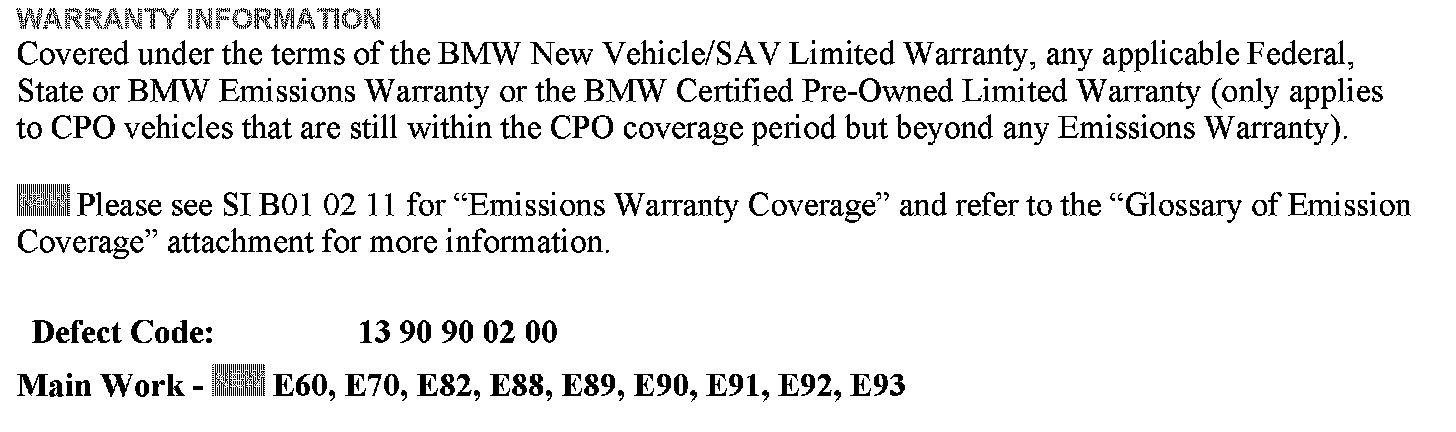 WARRANTY INFORMATION
Covered under the terms of the BMW New Vehicle/SAV Limited Warranty, any applicable Federal,
State or BMW Emissions Warranty or the BMW Certified Pre-Owned Limited Warranty (only applies
to CPO vehicles that are still within the CPO coverage period but beyond any Emissions Warranty).
Please see SI B01 02 11 for “Emissions Warranty Coverage” and refer to the “Glossary of Emission
Coverage” attachment for more information.
Defect Code: 13 90 90 02 00
Main Work - E60, E70, E82, E88, E89, E90, E91, E92, E93